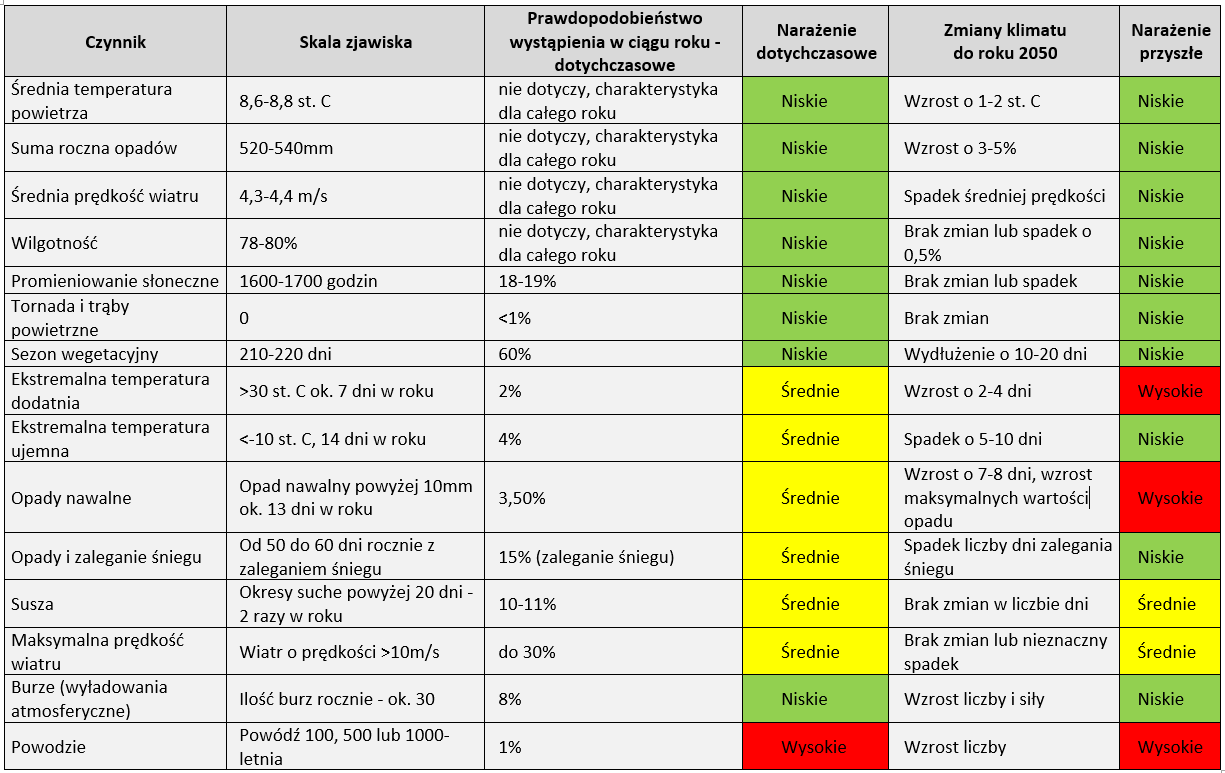 Czynnik
Skala zjawiska
Prawdopodobieństwo
wystąpienia w ciągu roku -
dotychczasowe
Narażenie
dotychczasowe
Zmiany klimatu
do roku 2050
Narażenie
przyszłe
Średnia temperatura
powietrza
8,6-8,8 st. C
nie dotyczy, charakterystyka
dla całego roku
Niskie
Wzrost o 1-2 st. C
Niskie
Suma roczna opadów
520-540mm
nie dotyczy, charakterystyka
dla całego roku
Niskie
Wzrost o 3-5%
Niskie
Średnia prędkość wiatru
4,3-4,4 m/s
nie dotyczy, charakterystyka
dla całego roku
Niskie
Spadek średniej prędkości
Niskie
Wilgotność
78-80%
nie dotyczy, charakterystyka
dla całego roku
Niskie
Brak zmian lub spadek o
0,5%
Niskie
Promieniowanie słoneczne
1600-1700 godzin
18-19%
Niskie
Brak zmian lub spadek
Niskie
Tornada i trąby
powietrzne
0
<1%
Niskie
Brak zmian
Niskie
Sezon wegetacyjny
210-220 dni
60%
Niskie
Wydłużenie o 10-20 dni
Niskie
Ekstremalna temperatura
dodatnia
>30 st. C ok. 7 dni w roku
2%
Średnie
Wzrost o 2-4 dni
Wysokie
Ekstremalna temperatura
ujemna
<-10 st. C, 14 dni w roku
4%
Średnie
Spadek o 5-10 dni
Niskie
Opady nawalne
Opad nawalny powyżej 10mm
ok. 13 dni w roku
3,50%
Średnie
Wzrost o 7-8 dni, wzrost
maksymalnych wartości
opadu
Wysokie
Opady i zaleganie śniegu
Od 50 do 60 dni rocznie z
zaleganiem śniegu
15% (zaleganie śniegu)
Średnie
Spadek liczby dni zalegania
śniegu
Niskie
Susza
Okresy suche powyżej 20 dni -
2 razy w roku
10-11%
Średnie
Brak zmian w liczbie dni
Średnie
Maksymalna prędkość
wiatru
Wiatr o prędkości >10m/s
do 30%
Średnie
Brak zmian lub nieznaczny
spadek
Średnie
Burze (wyładowania
atmosferyczne)
Ilość burz rocznie - ok. 30
8%
Niskie
Wzrost liczby i siły
Niskie
Powodzie
Powódź 100, 500 lub 1000-
letnia
1%
Wysokie
Wzrost liczby
Wysokie